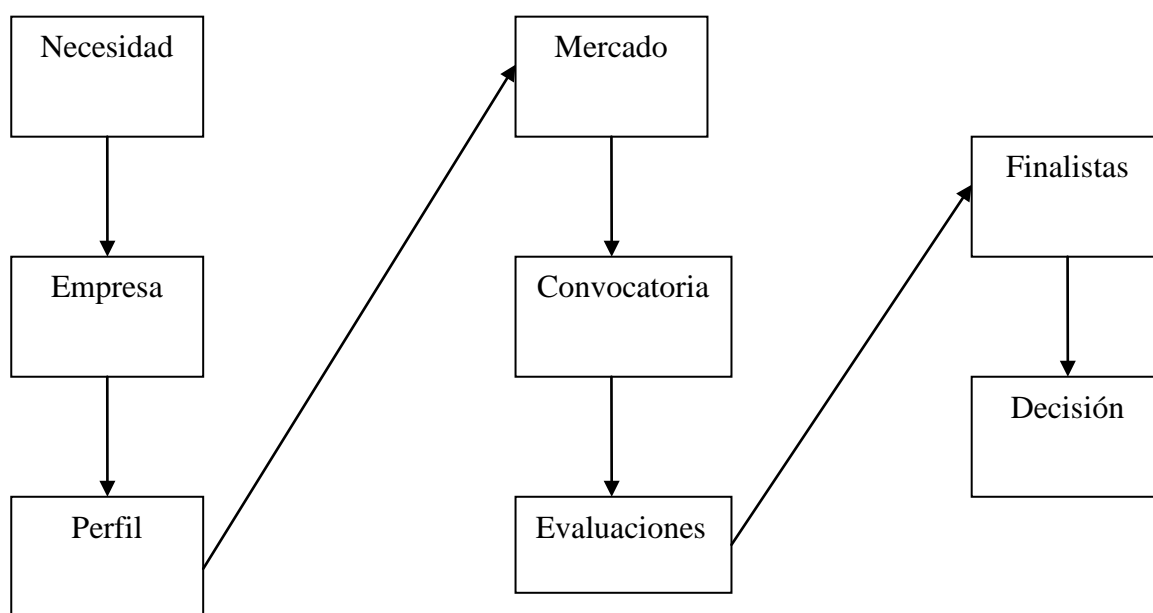 Necesidad
Empresa
Perfil
Mercado
Convocatoria
Evaluaciones
Finalistas
Decisión